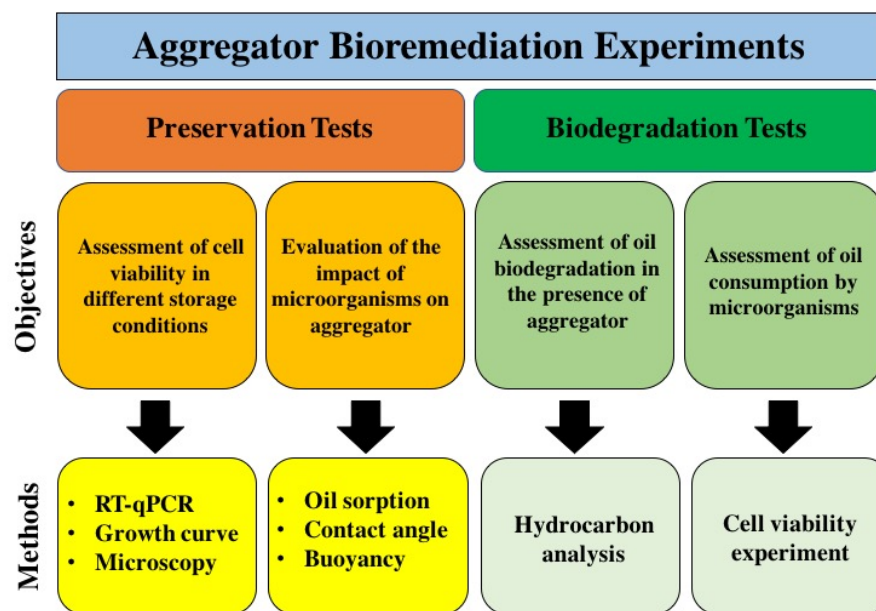 Aggregator Bioremediation Experiments
Preservation Tests
Biodegradation Tests
Objectives
Assessment of cell
viability in
different storage
conditions
Evaluation of the
impact of
microorganisms on
aggregator
Assessment of oil
biodegradation in
the presence of
aggregator
Assessment of oil
consumption by
microorganisms
Methods
• RT-qPCR
• Growth curve
• Microscopy
• Oil sorption
• Contact angle
• Buoyancy
Hydrocarbon
analysis
Cell viability
experiment